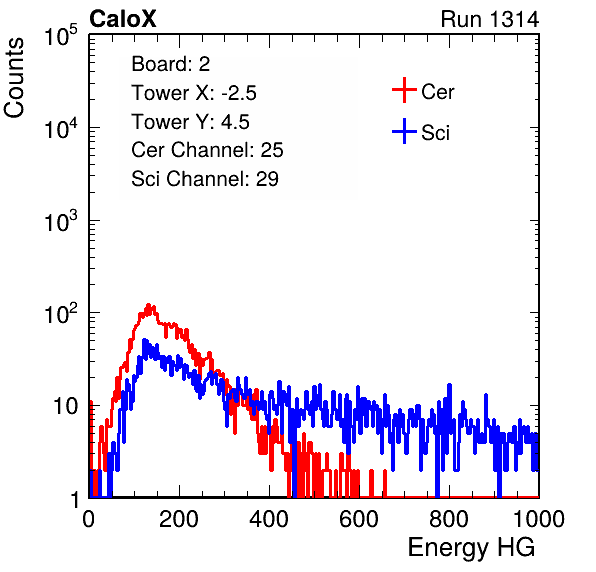 CaloX Run 1314
Counts
Board: 2
Tower X: -2.5
Tower Y: 4.5
Cer Channel: 25
Sci Channel: 29
Cer
Sci
10^5
10^4
10^3
10^2
10
1
0 200 400 600 800 1000
Energy HG